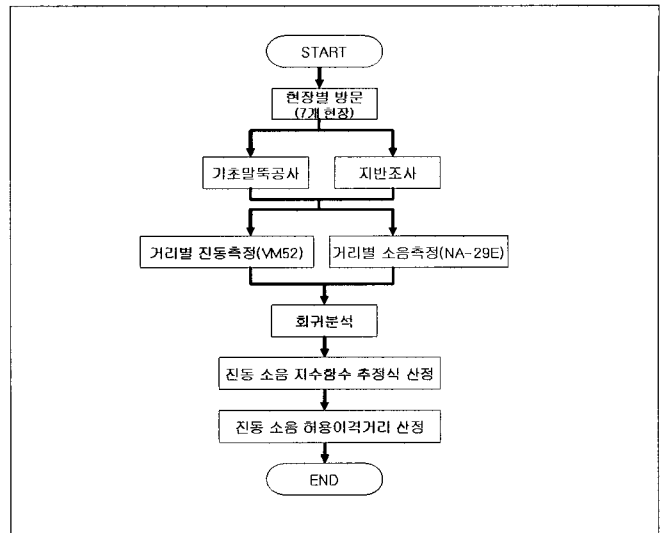 START
현장별 방문
(7개 현장)
기초말뚝공사
지반조사
거리별 진동측정(VM52)
거리별 소음측정(NA-29E)
회귀분석
진동 소음 지수함수 추정식 산정
진동 소음 허용이격거리 산정
END